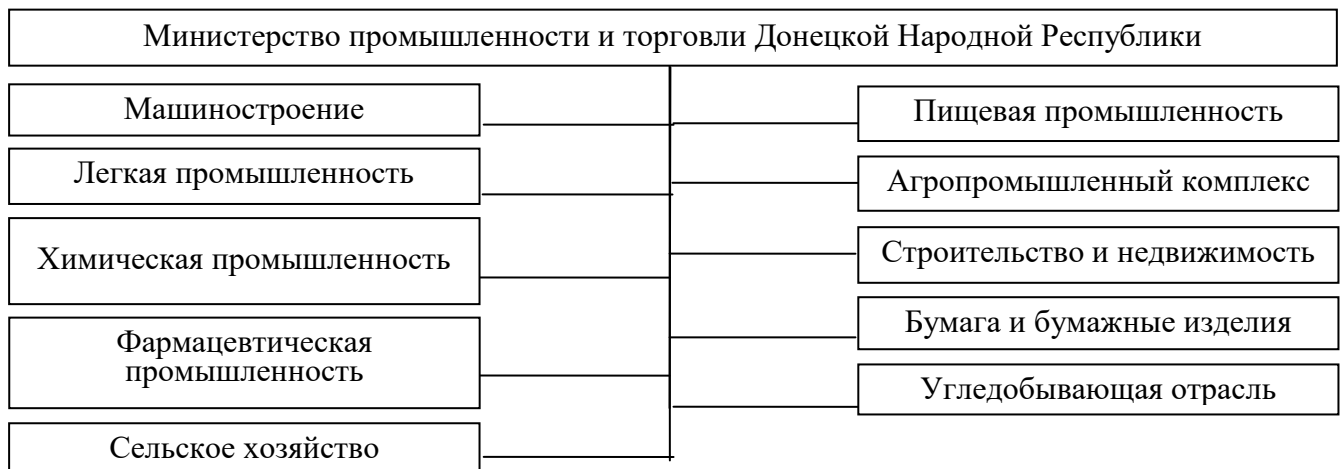 Министерство промышленности и торговли Донецкой Народной Республики
Машиностроение
Легкая промышленность
Химическая промышленность
Фармацевтическая
промышленность
Сельское хозяйство
Пищевая промышленность
Агропромышленный комплекс
Строительство и недвижимость
Бумага и бумажные изделия
Угледобывающая отрасль